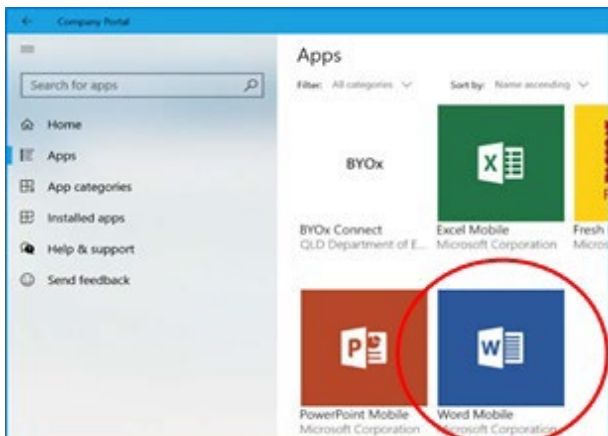 Company Portal
Search for apps
Home
Apps
App categories
Installed apps
Help & support
Send feedback
Apps
Filter: All categories
Sort by: Name ascending
BYOx
X
BYOx Connect
QLD Department of E...
Excel Mobile
Microsoft Corporation
Fresh
Micros
P
W
PowerPoint Mobile
Microsoft Corporation
Word Mobile
Microsoft Corporation